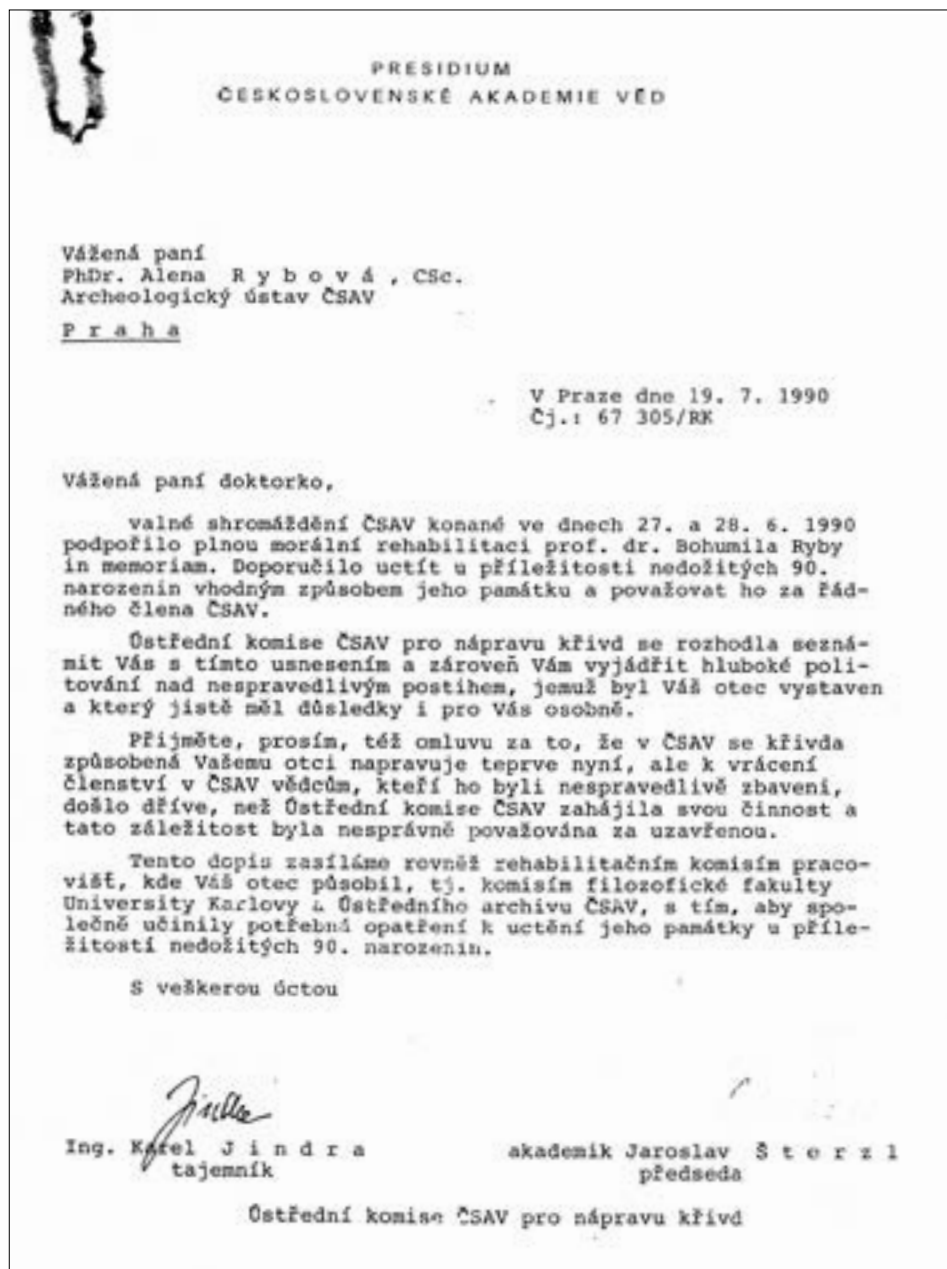 PRESIDIUM
ČESKOSLOVENSKÉ AKADEMIE VĚD
Vážená paní
PhDr. Alena R y b o v á , CSc.
Archeologický ústav ČSAV
P r a h a
V Praze dne 19. 7. 1990
Čj.: 67 305/RK
Vážená paní doktorko,
valné shromáždění ČSAV konané ve dnech 27. a 28. 6. 1990
podpořilo plnou morální rehabilitaci prof. dr. Bohumila Ryby
in memoriam. Doporučilo uctít u příležitosti nedožitých 90.
narozenin vhodným způsobem jeho památku a považovat ho za řád-
ného člena ČSAV.
Ústřední komise ČSAV pro nápravu křivd se rozhodla sezná-
mit Vás s tímto usnesením a zároveň Vám vyjádřit hluboké poli-
tování nad nespravedlivým postihem, jemuž byl Váš otec vystaven
a který jistě měl důsledky i pro Vás osobně.
Přijměte, prosím, též omluvu za to, že v ČSAV se křivda
způsobená Vašemu otci napravuje teprve nyní, ale k vrácení
členství v ČSAV vědcům, kteří ho byli nespravedlivě zbaveni,
došlo dříve, než Ústřední komise ČSAV zahájila svou činnost a
tato záležitost byla nesprávně považována za uzavřenou.
Tento dopis zasíláme rovněž rehabilitačním komisím praco-
višť, kde Váš otec působil, tj. komisím filozofické fakulty
University Karlovy a Ústředního archivu ČSAV, s tím, aby spo-
lečně učinily potřebná opatření k uctění jeho památky u příle-
žitosti nedožitých 90. narozenin.
S veškerou úctou
Jindra
Ing. Karel J i n d r a akademik Jaroslav Š t e r z l
tajemník předseda
Ústřední komise ČSAV pro nápravu křivd